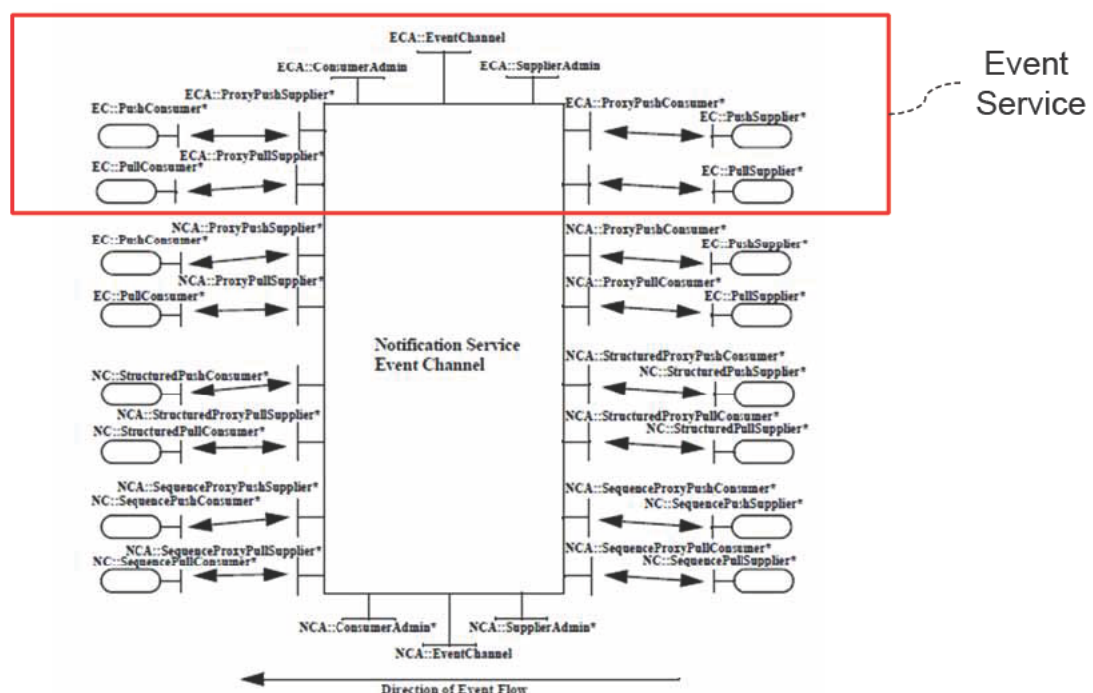 ECA::EventChannel
ECA::ConsumerAdmin
ECA::SupplierAdmin
Event
Service
ECA::ProxyPushSupplier*
EC::PushConsumer*
ECA::ProxyPushConsumer*
EC::PushSupplier*
ECA::ProxyPullSupplier*
EC::PullConsumer*
EC::PullSupplier*
NCA::ProxyPushSupplier*
EC::PushConsumer*
NCA::ProxyPushConsumer*
EC::PushSupplier*
NCA::ProxyPullSupplier*
EC::PullConsumer*
NCA::ProxyPullConsumer*
EC::PullSupplier*
Notification Service
Event Channel
NC::StructuredPushConsumer*
NCA::StructuredProxyPushConsumer*
NC::StructuredPushSupplier*
NCA::StructuredProxyPullSupplier*
NC::StructuredPullConsumer*
NCA::StructuredProxyPullConsumer*
NC::StructuredPullSupplier*
NCA::SequenceProxyPushSupplier*
NC::SequencePushConsumer*
NCA::SequenceProxyPushConsumer*
NC::SequencePushSupplier*
NCA::SequenceProxyPullSupplier*
NC::SequencePullConsumer*
NCA::SequenceProxyPullConsumer*
NC::SequencePullSupplier*
NCA::ConsumerAdmin*
NCA::SupplierAdmin*
NCA::EventChannel
Direction of Event Flow